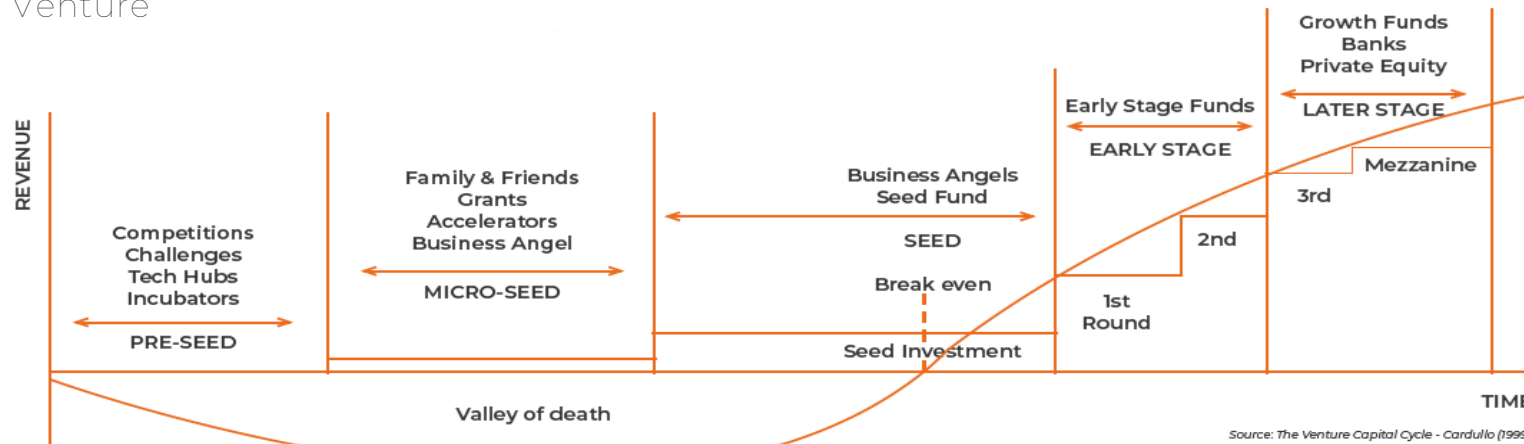 Venture
REVENUE
Competitions
Challenges
Tech Hubs
Incubators
PRE-SEED
Family & Friends
Grants
Accelerators
Business Angel
MICRO-SEED
Business Angels
Seed Fund
SEED
Break even
Seed Investment
Early Stage Funds
EARLY STAGE
1st
Round
2nd
Growth Funds
Banks
Private Equity
LATER STAGE
3rd
Mezzanine
Valley of death
TIME
Source: The Venture Capital Cycle - Cardullo (1999